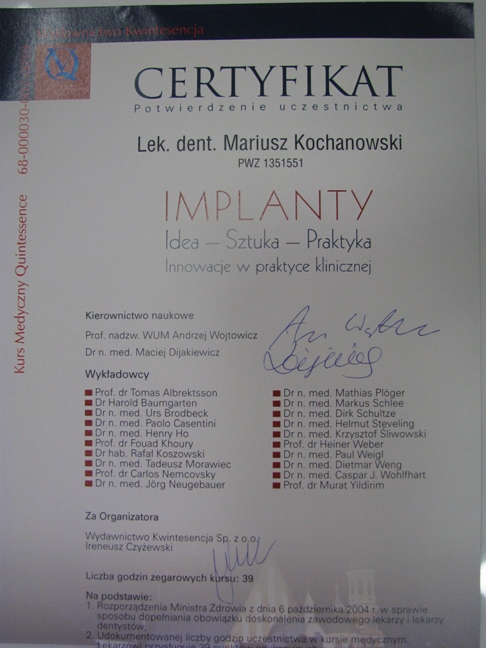 Wydawnictwo Kwintesencja
CERTYFIKAT
Potwierdzenie uczestnictwa
Lek. dent. Mariusz Kochanowski
PWZ 1351551
IMPLANTY
Idea – Sztuka – Praktyka
Innowacje w praktyce klinicznej
Kurs Medyczny Quintessence 68-000030-
Kierownictwo naukowe
Prof. nadzw. WUM Andrzej Wojtowicz
Dr n. med. Maciej Dijakiewicz
Wykładowcy
Prof. dr Tomas Albrektsson
Dr Harold Baumgarten
Dr n. med. Urs Brodbeck
Dr n. med. Paolo Casentini
Dr n. med. Henry Ho
Prof. dr Fouad Khoury
Dr hab. Rafał Koszowski
Dr n. med. Tadeusz Morawiec
Prof. dr Carlos Nemcovsky
Dr n. med. Jörg Neugebauer
Dr n. med. Mathias Plöger
Dr n. med. Markus Schlee
Dr n. med. Dirk Schultze
Dr n. med. Helmut Steveling
Dr n. med. Krzysztof Śliwowski
Prof. dr Heiner Weber
Dr n. med. Paul Weigl
Dr n. med. Dietmar Weng
Dr n. med. Caspar J. Wohlfhart
Prof. dr Murat Yildirim
Za Organizatora
Wydawnictwo Kwintesencja Sp. z o.o.
Ireneusz Czyżewski
Liczba godzin zegarowych kursu: 39
Na podstawie:
1. Rozporządzenia Ministra Zdrowia z dnia 6 października 2004 r. w sprawie
sposobu dopełniania obowiązku doskonalenia zawodowego lekarzy i lekarzy
dentystów,
2. Udokumentowanej liczby godzin uczestnictwa w kursie medycznym,